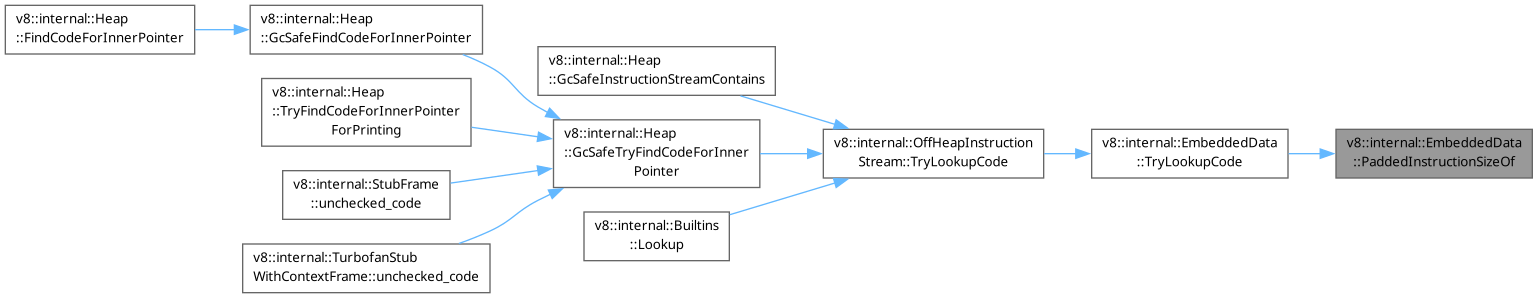 v8::internal::Heap
::FindCodeForInnerPointer
v8::internal::Heap
::GcSafeFindCodeForInnerPointer
v8::internal::Heap
::TryFindCodeForInnerPointer
ForPrinting
v8::internal::StubFrame
::unchecked_code
v8::internal::TurbofanStub
WithContextFrame::unchecked_code
v8::internal::Heap
::GcSafeInstructionStreamContains
v8::internal::Heap
::GcSafeTryFindCodeForInner
Pointer
v8::internal::Builtins
::Lookup
v8::internal::OffHeapInstruction
Stream::TryLookupCode
v8::internal::EmbeddedData
::TryLookupCode
v8::internal::EmbeddedData
::PaddedInstructionSizeOf